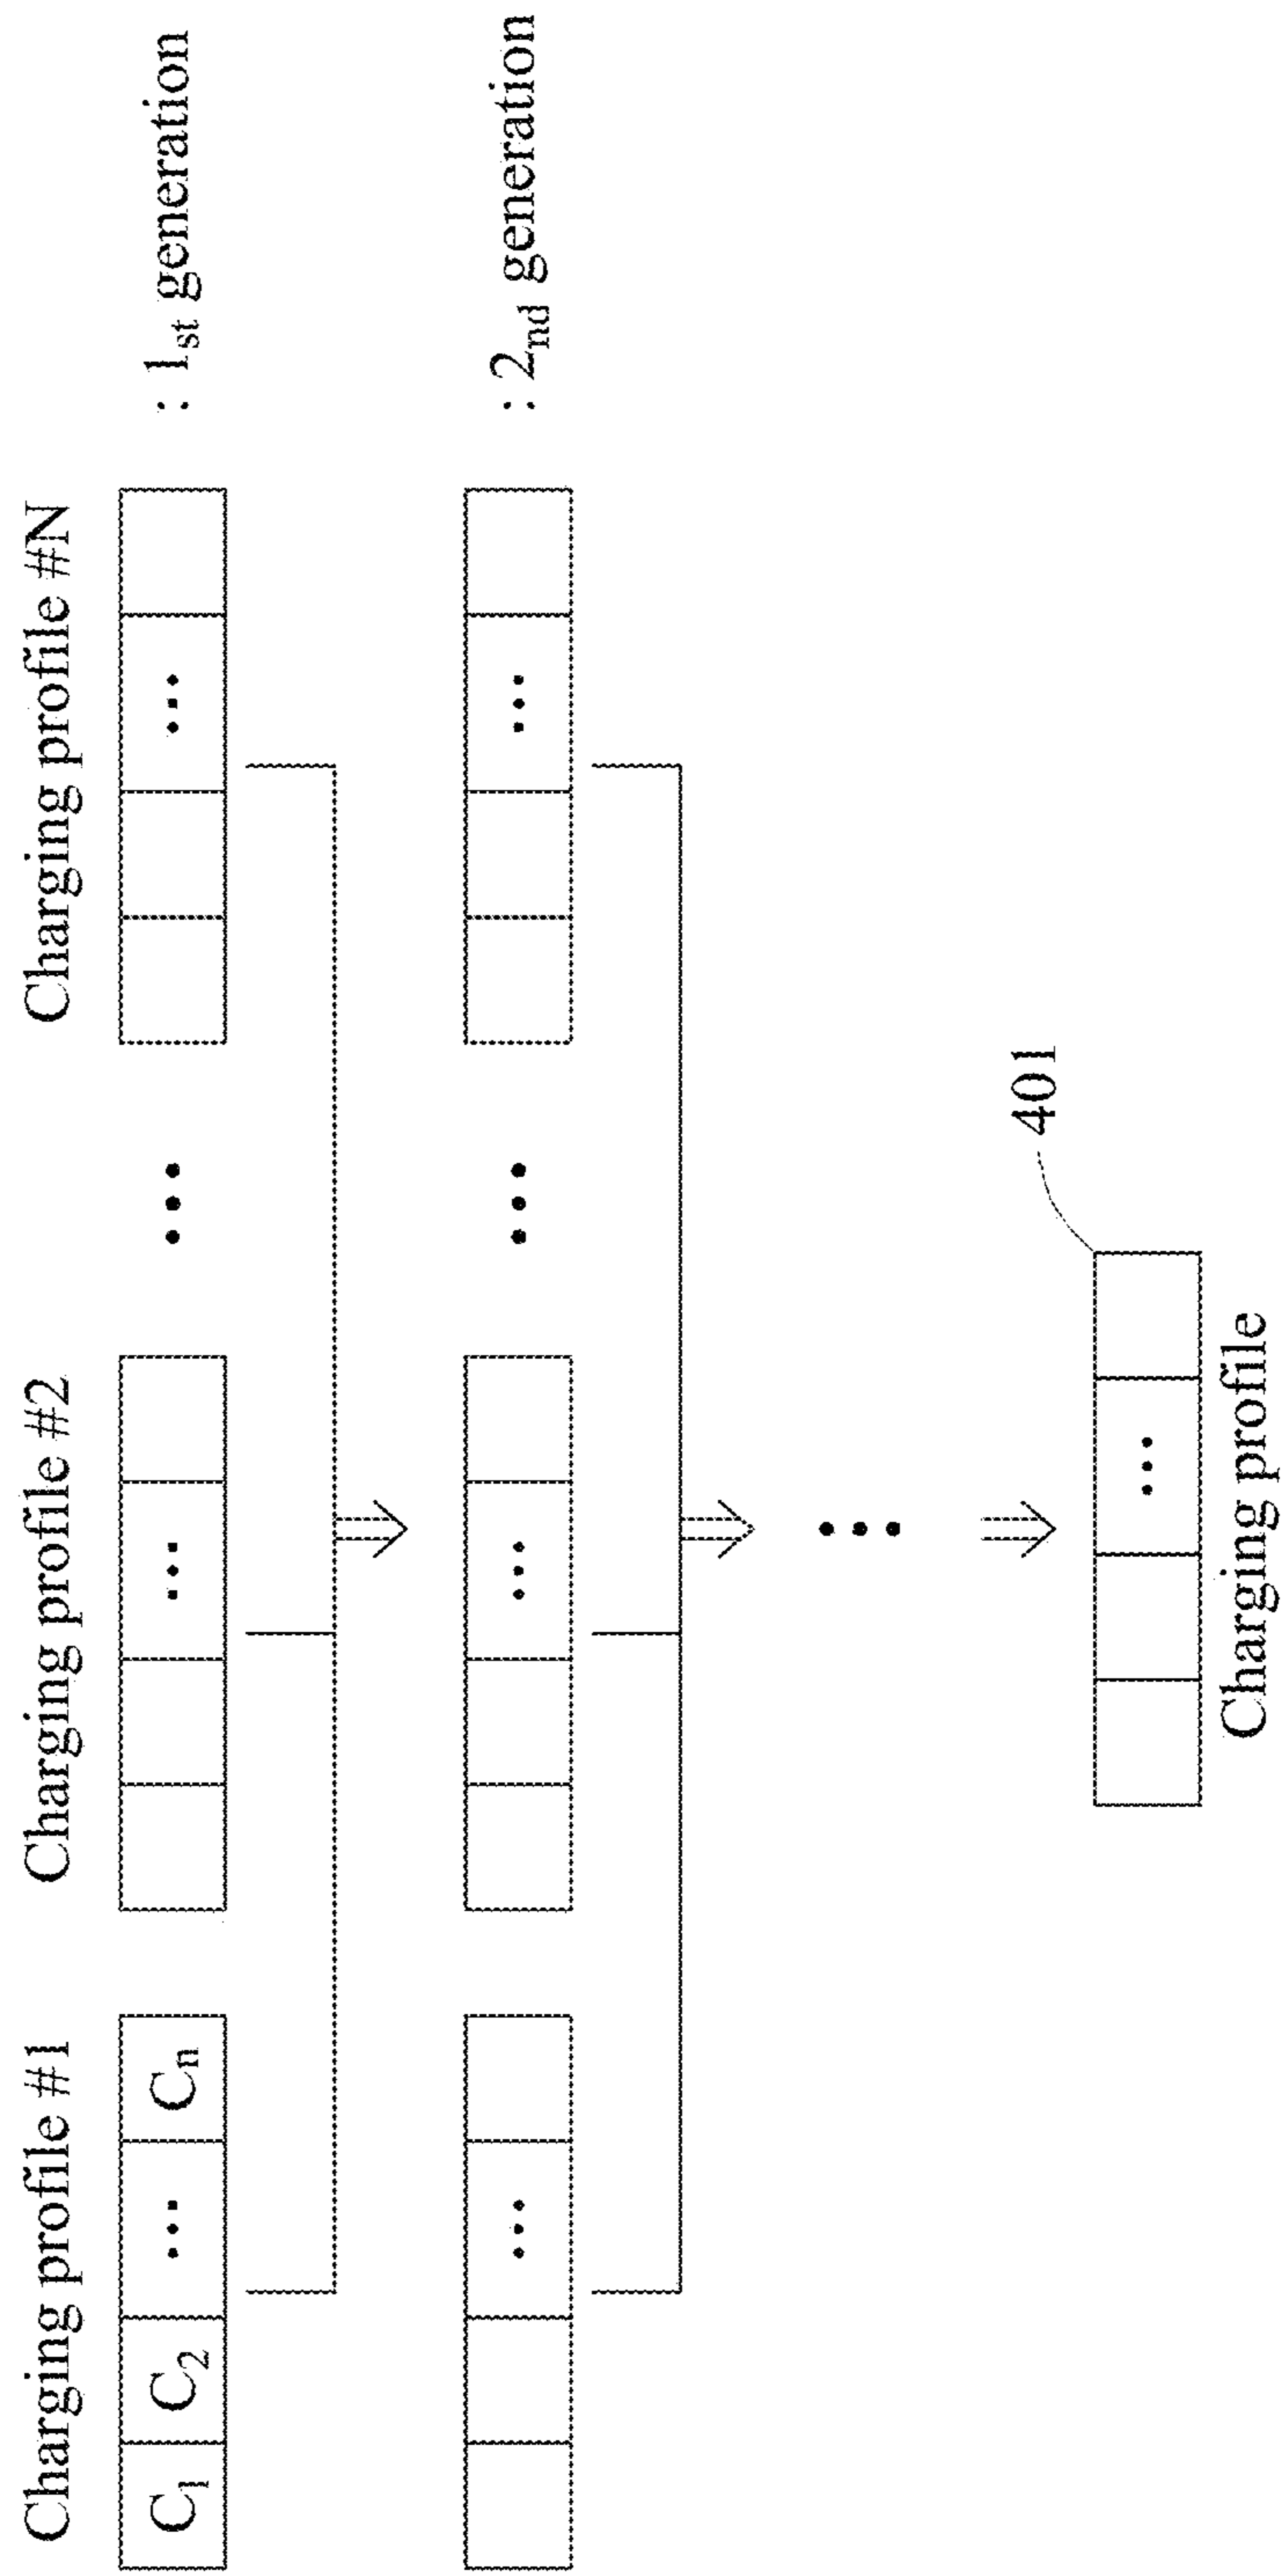 Charging profile #1
Charging profile #2
Charging profile #N
C1 C2 ... Cn
...
...
...
: 1st generation
...
...
...
...
: 2nd generation
...
401
...
Charging profile